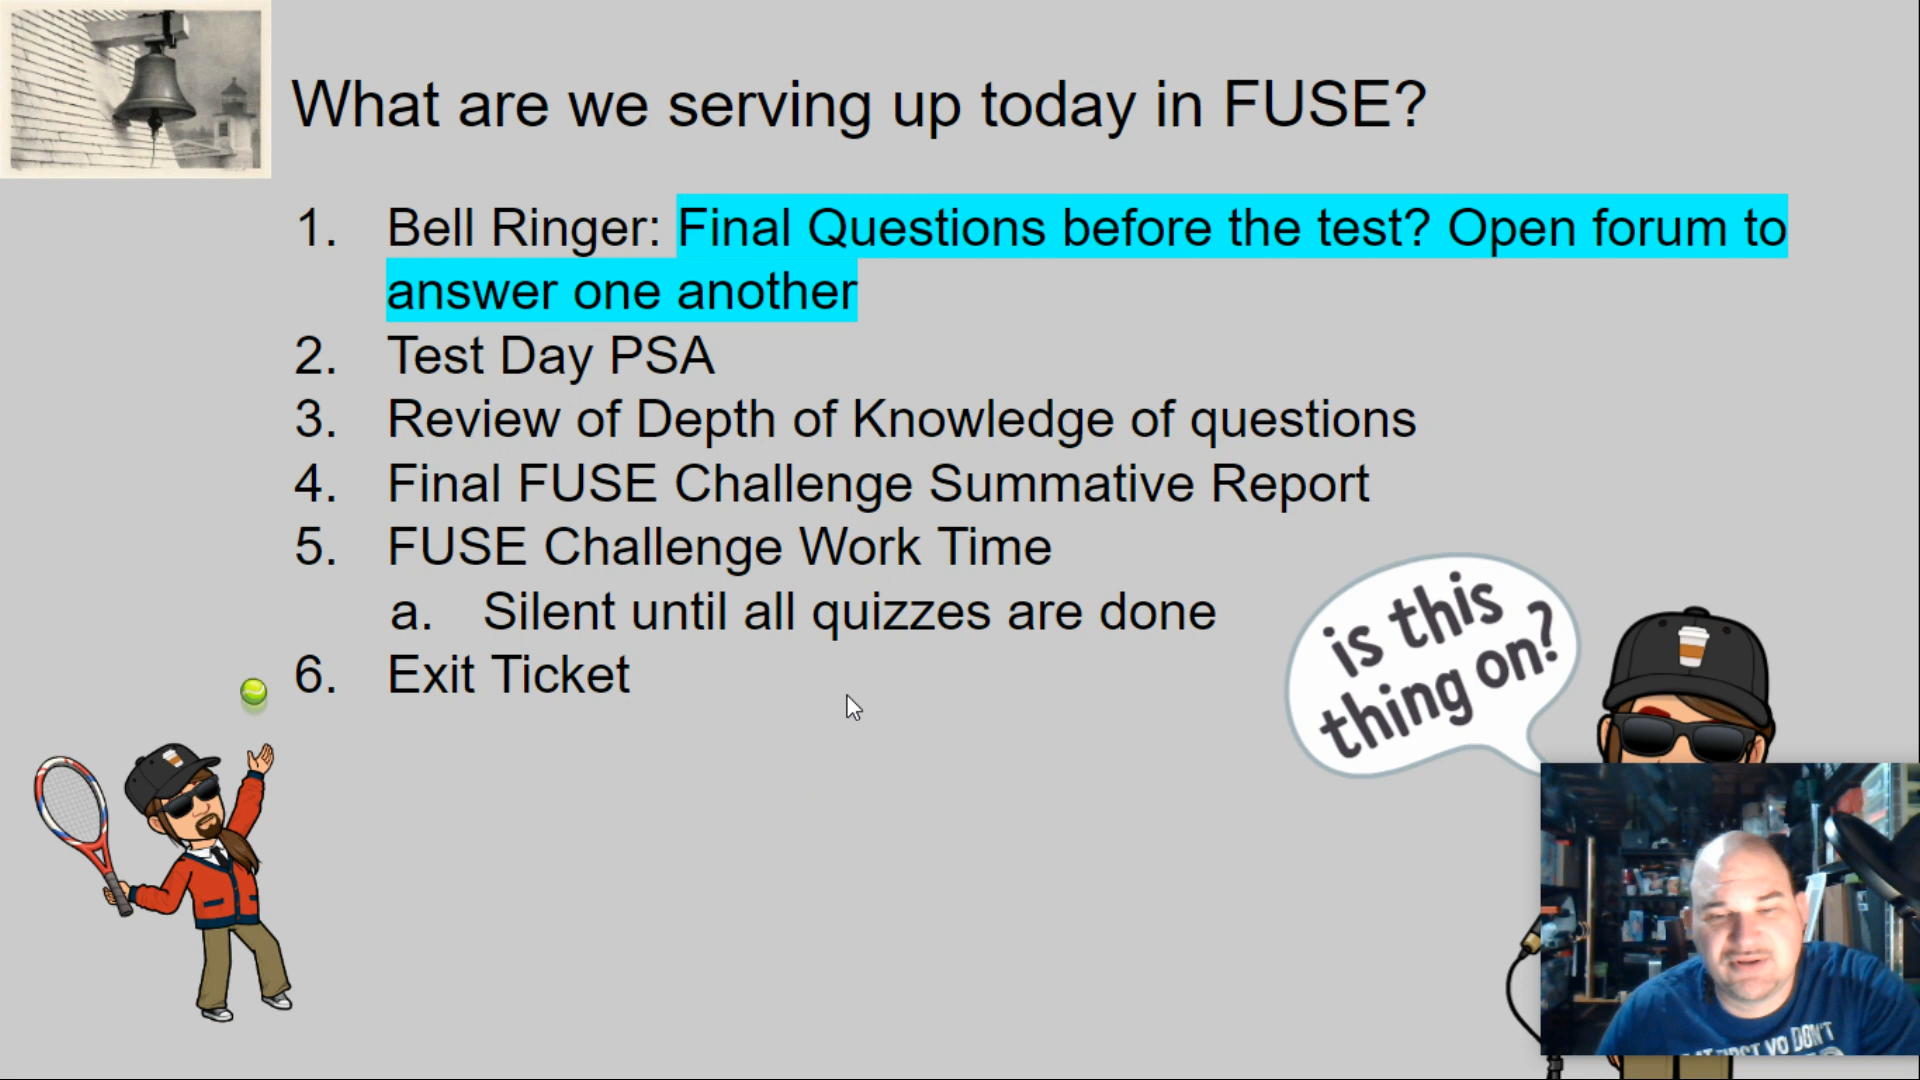 What are we serving up today in FUSE?
1. Bell Ringer: Final Questions before the test? Open forum to
answer one another
2. Test Day PSA
3. Review of Depth of Knowledge of questions
4. Final FUSE Challenge Summative Report
5. FUSE Challenge Work Time
a. Silent until all quizzes are done
6. Exit Ticket
is this
thing on?
DON'T